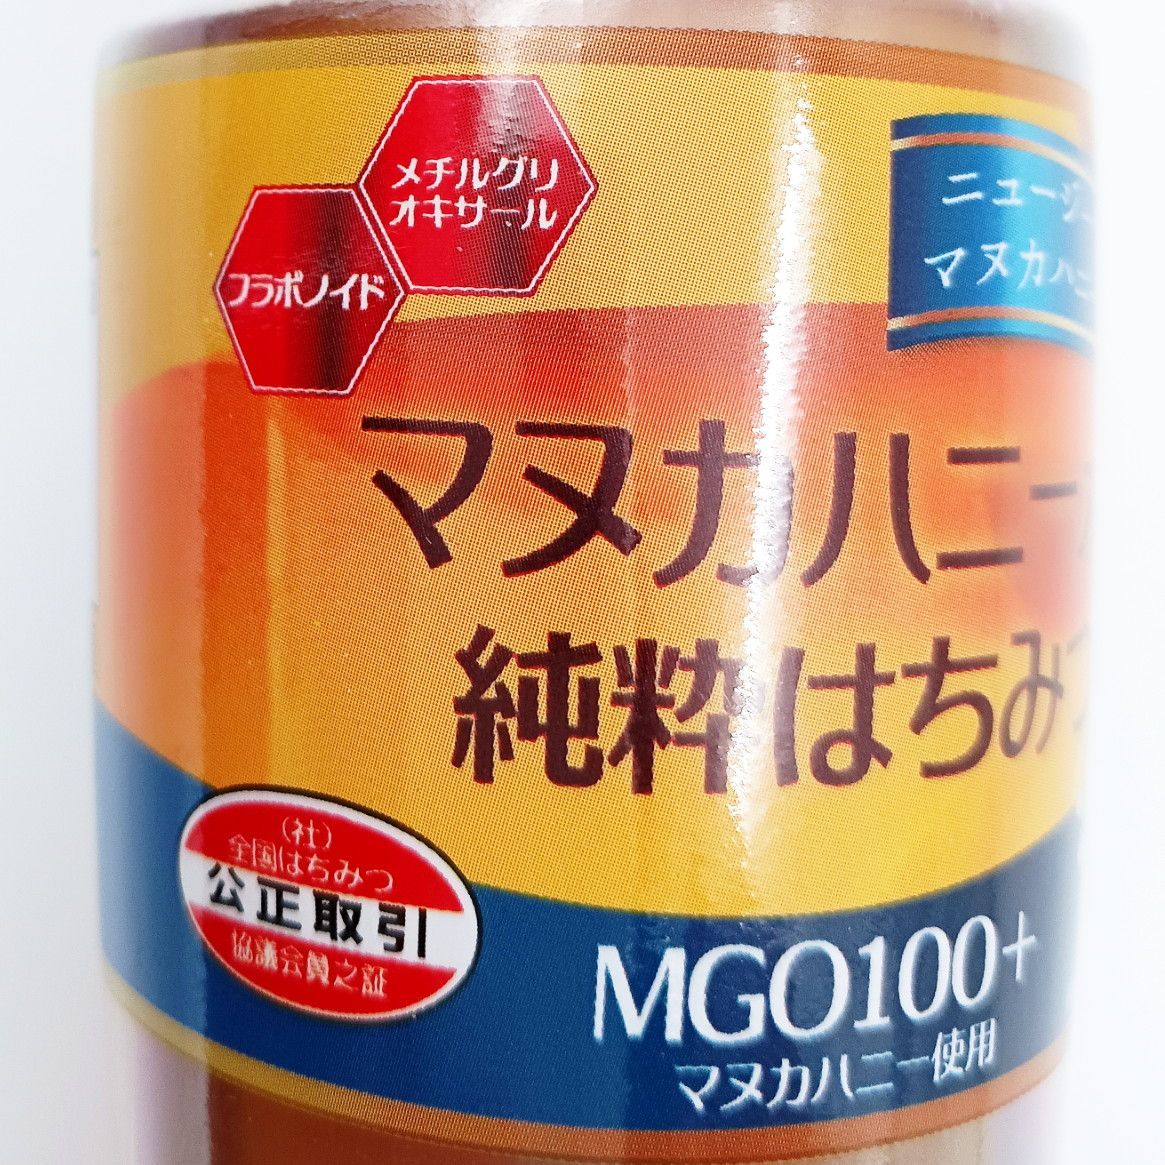 メチルグリ
オキサール
フラボノイド
ニュージ
マヌカハニ
マヌカハニー
純粋はちみ
(社)
全国はちみつ
公正取引
協議会員之証
MGO100+
マヌカハニー使用